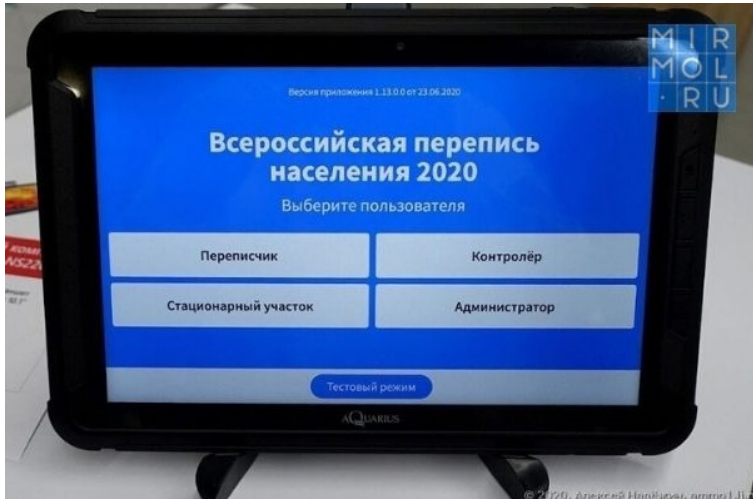 MIR
MOL
.RU
Версия приложения 1.13.0.0 от 23.06.2020
Всероссийская перепись
населения 2020
Выберите пользователя
Переписчик
Контролёр
Стационарный участок
Администратор
Тестовый режим
AQUARIUS
© 2020, Алексей